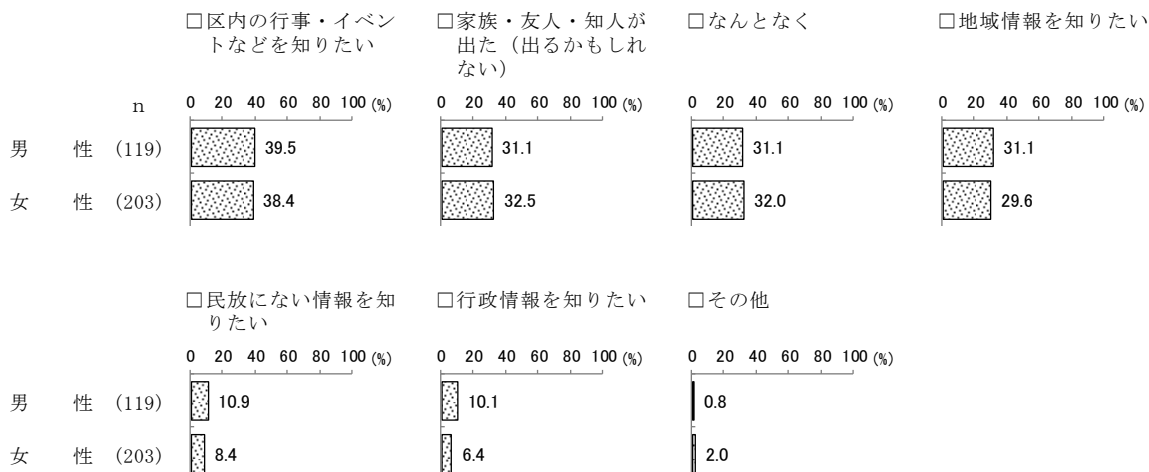 □区内の行事・イベン □家族・友人・知人が □なんとなく □地域情報を知りたい
トなどを知りたい 出た（出るかもしれ
ない）
n 0 20 40 60 80 100 (%) 0 20 40 60 80 100 (%) 0 20 40 60 80 100 (%) 0 20 40 60 80 100 (%)
男 性 (119) 39.5 31.1 31.1 31.1
女 性 (203) 38.4 32.5 32.0 29.6
□民放にない情報を知 □行政情報を知りたい □その他
りたい
0 20 40 60 80 100 (%) 0 20 40 60 80 100 (%) 0 20 40 60 80 100 (%)
男 性 (119) 10.9 10.1 0.8
女 性 (203) 8.4 6.4 2.0